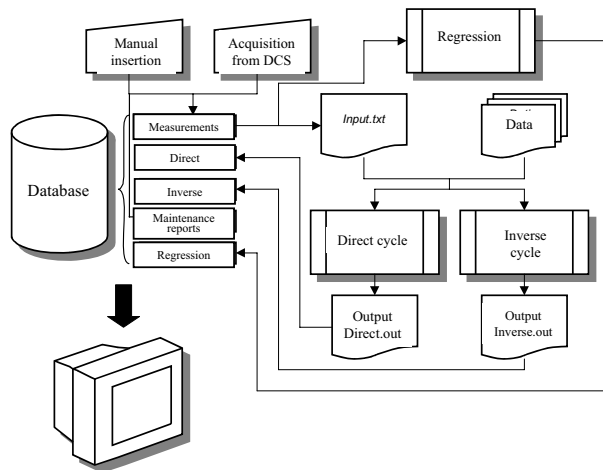 Manual
insertion
Acquisition
from DCS
Regression
Measurements
Input.txt
Data
Direct
Database
Inverse
Maintenance
reports
Regression
Direct cycle
Inverse
cycle
Output
Direct.out
Output
Inverse.out